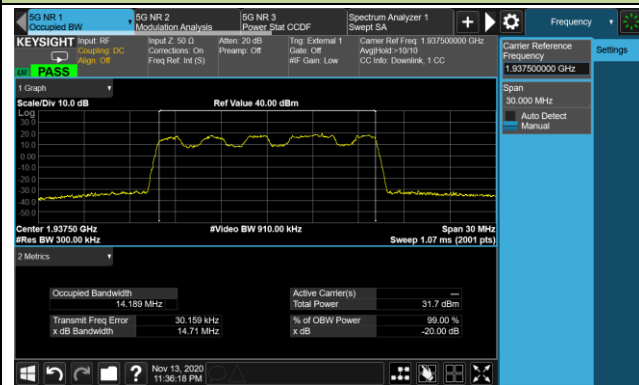 5G NR 1
Occupied BW
5G NR 2
Modulation Analysis
5G NR 3
Power Stat CCDF
Spectrum Analyzer 1
Swept SA
Frequency
KEYSIGHT
Input: RF
Coupling: DC
Align: Off
Input Z: 50 Ω
Corrections: On
Freq Ref: Int (S)
Atten: 20 dB
Preamp: Off
Trig: External 1
Gate: Off
#IF Gain: Low
Carrier Ref Freq: 1.937500000 GHz
Avg|Hold:>10/10
CC Info: Downlink, 1 CC
PASS
Carrier Reference
Frequency
1.937500000 GHz
Settings
Span
30.000 MHz
Auto Detect
Manual
1 Graph
Scale/Div 10.0 dB
Ref Value 40.00 dBm
Log
30.0
20.0
10.0
0.00
-10.0
-20.0
-30.0
-40.0
-50.0
Center 1.93750 GHz
#Video BW 910.00 kHz
Span 30 MHz
#Res BW 300.00 kHz
Sweep 1.07 ms (2001 pts)
2 Metrics
Occupied Bandwidth
14.189 MHz
Active Carrier(s)
---
Total Power
31.7 dBm
Transmit Freq Error
30.159 kHz
% of OBW Power
99.00 %
x dB Bandwidth
14.71 MHz
x dB
-20.00 dB
?
Nov 13, 2020
11:36:18 PM